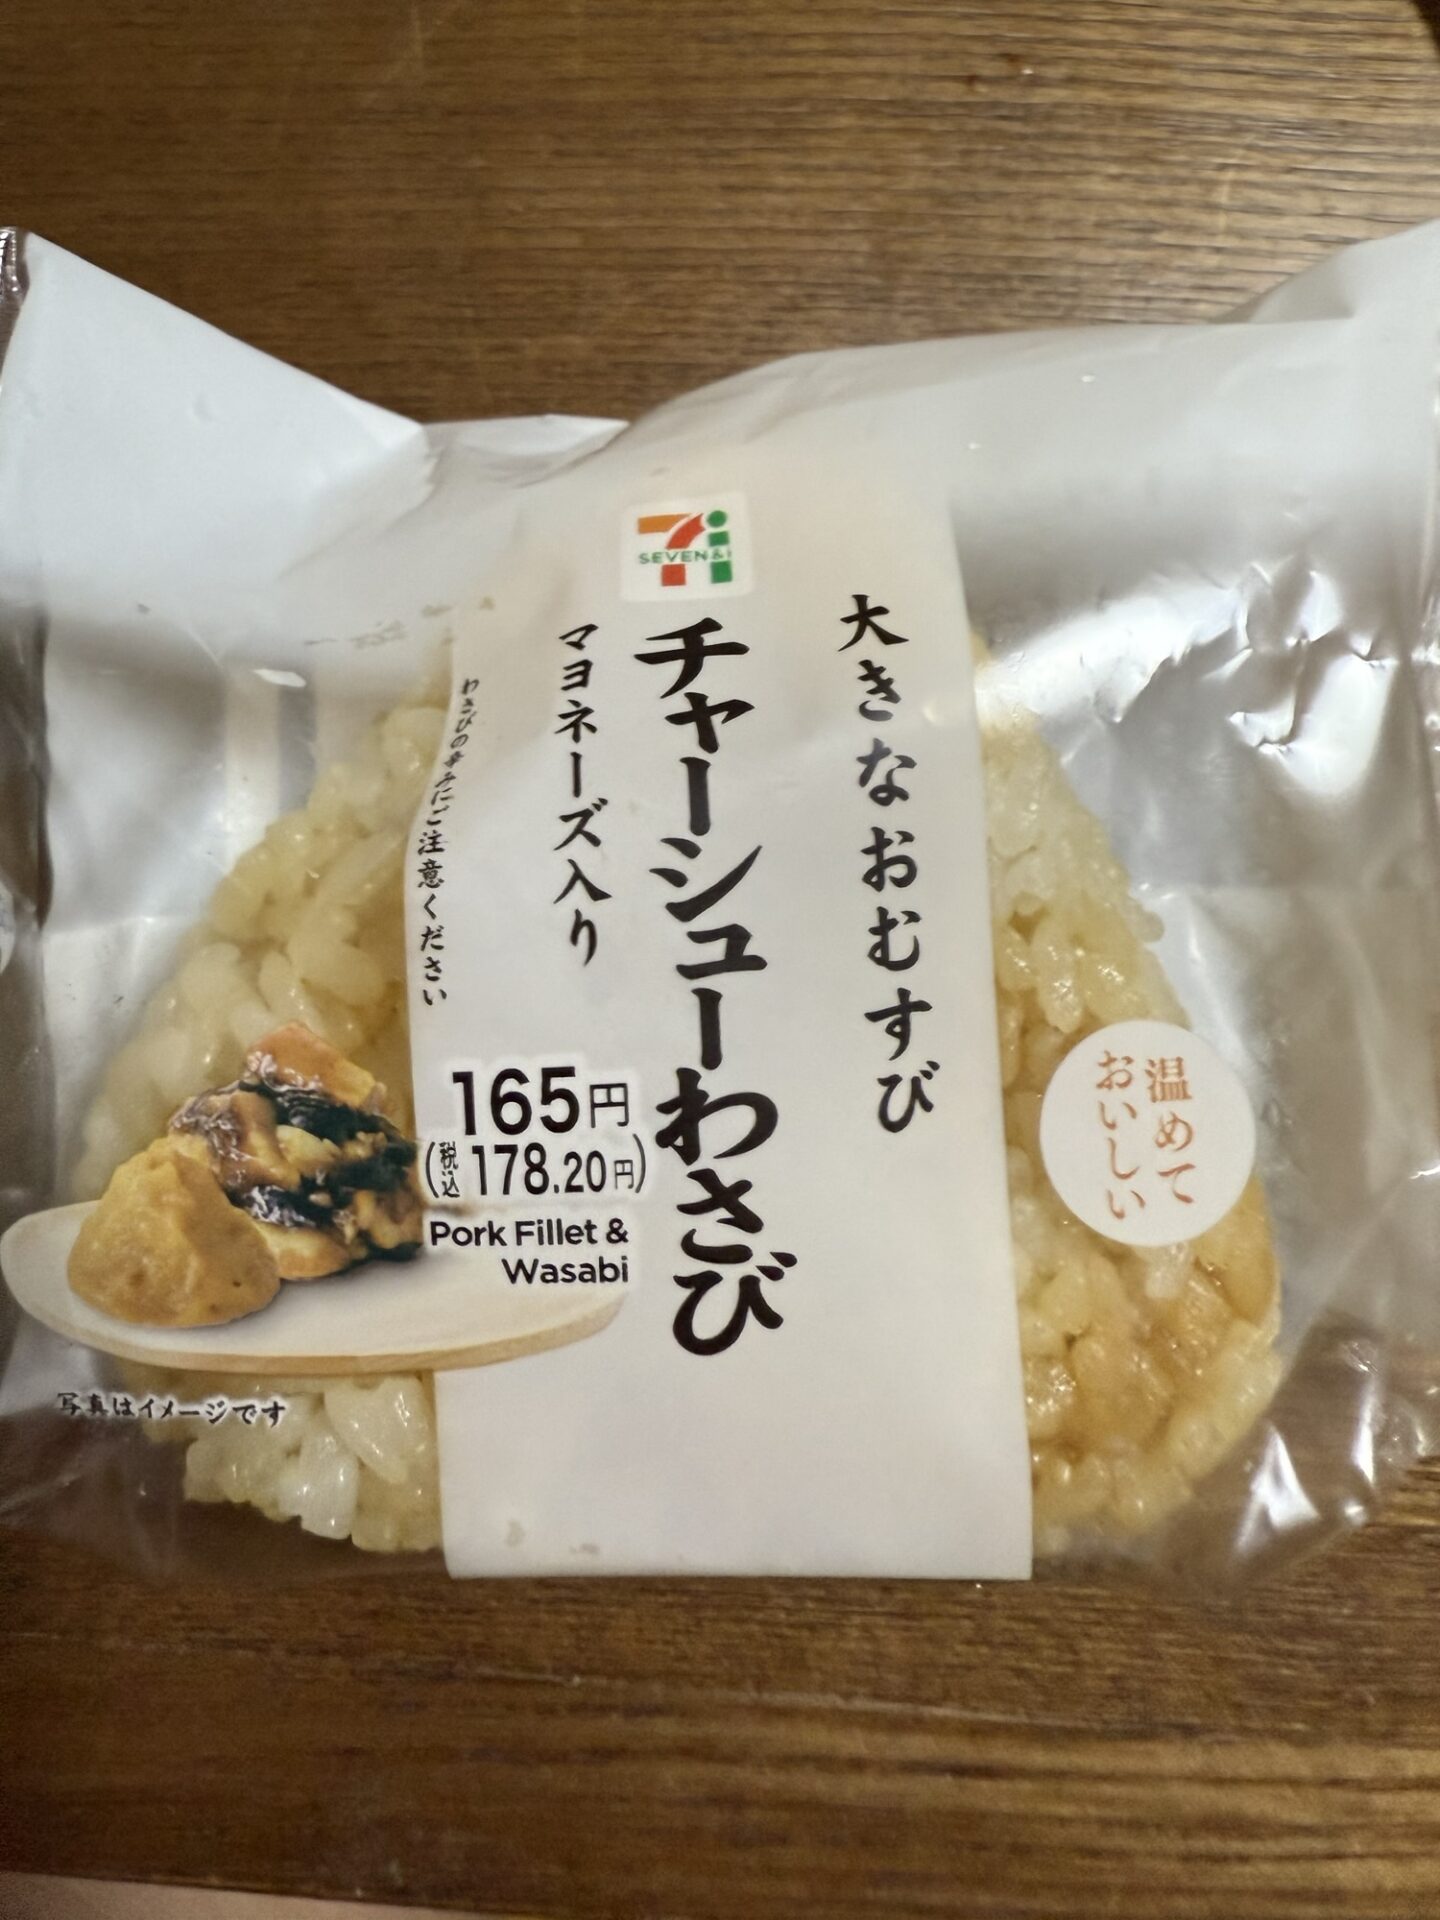 SEVEN&i
大きなおむすび
チャーシューわさび
マヨネーズ入り
わさびの辛みにご注意ください
165円
(税込178.20円)
Pork Fillet &
Wasabi
温めて
おいしい
写真はイメージです